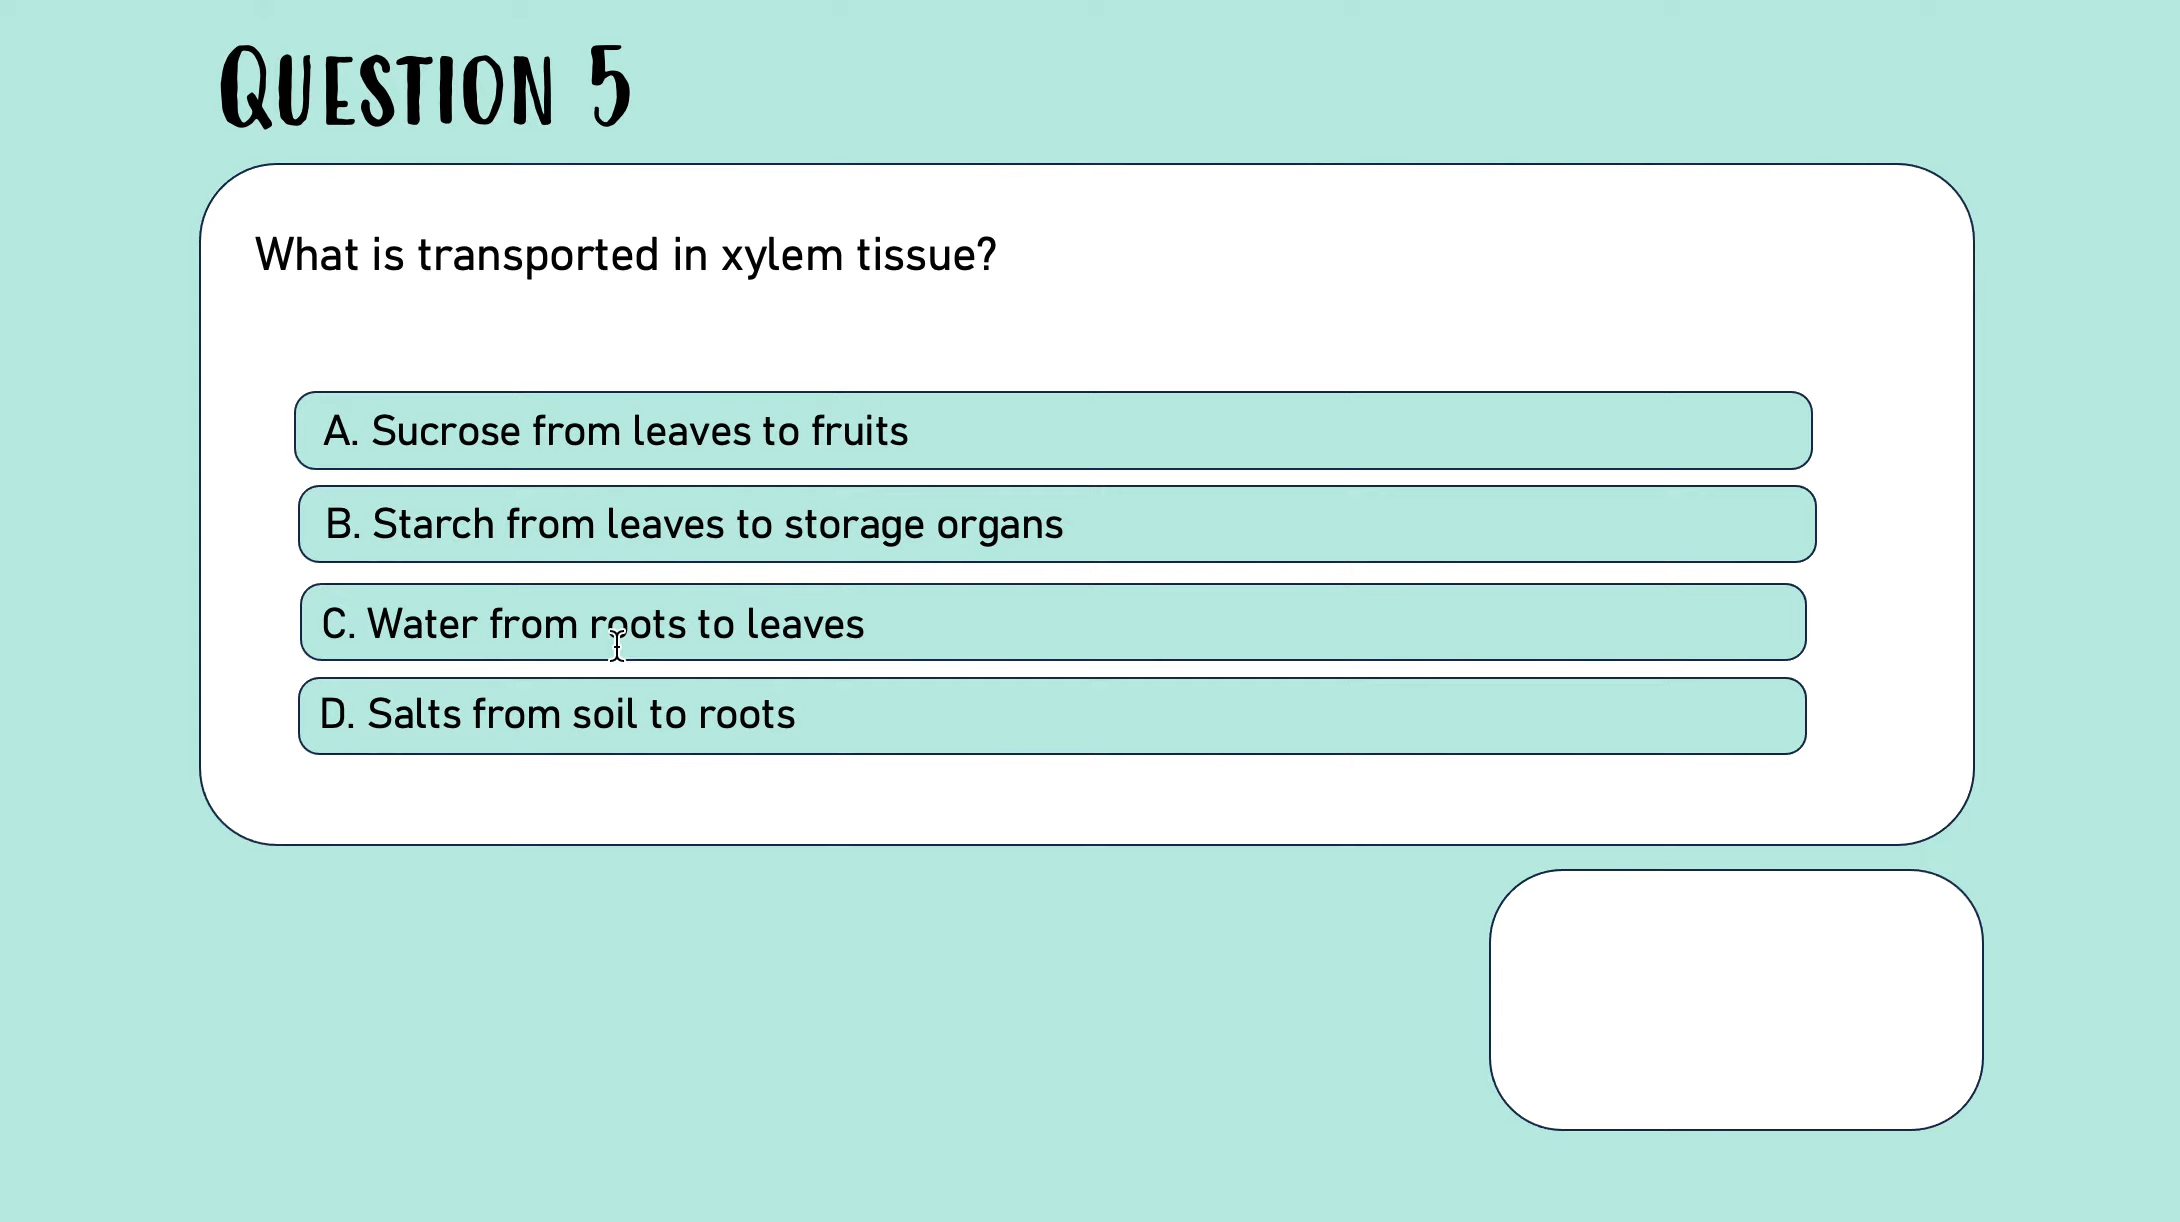 QUESTION 5
What is transported in xylem tissue?
A. Sucrose from leaves to fruits
B. Starch from leaves to storage organs
C. Water from roots to leaves
D. Salts from soil to roots